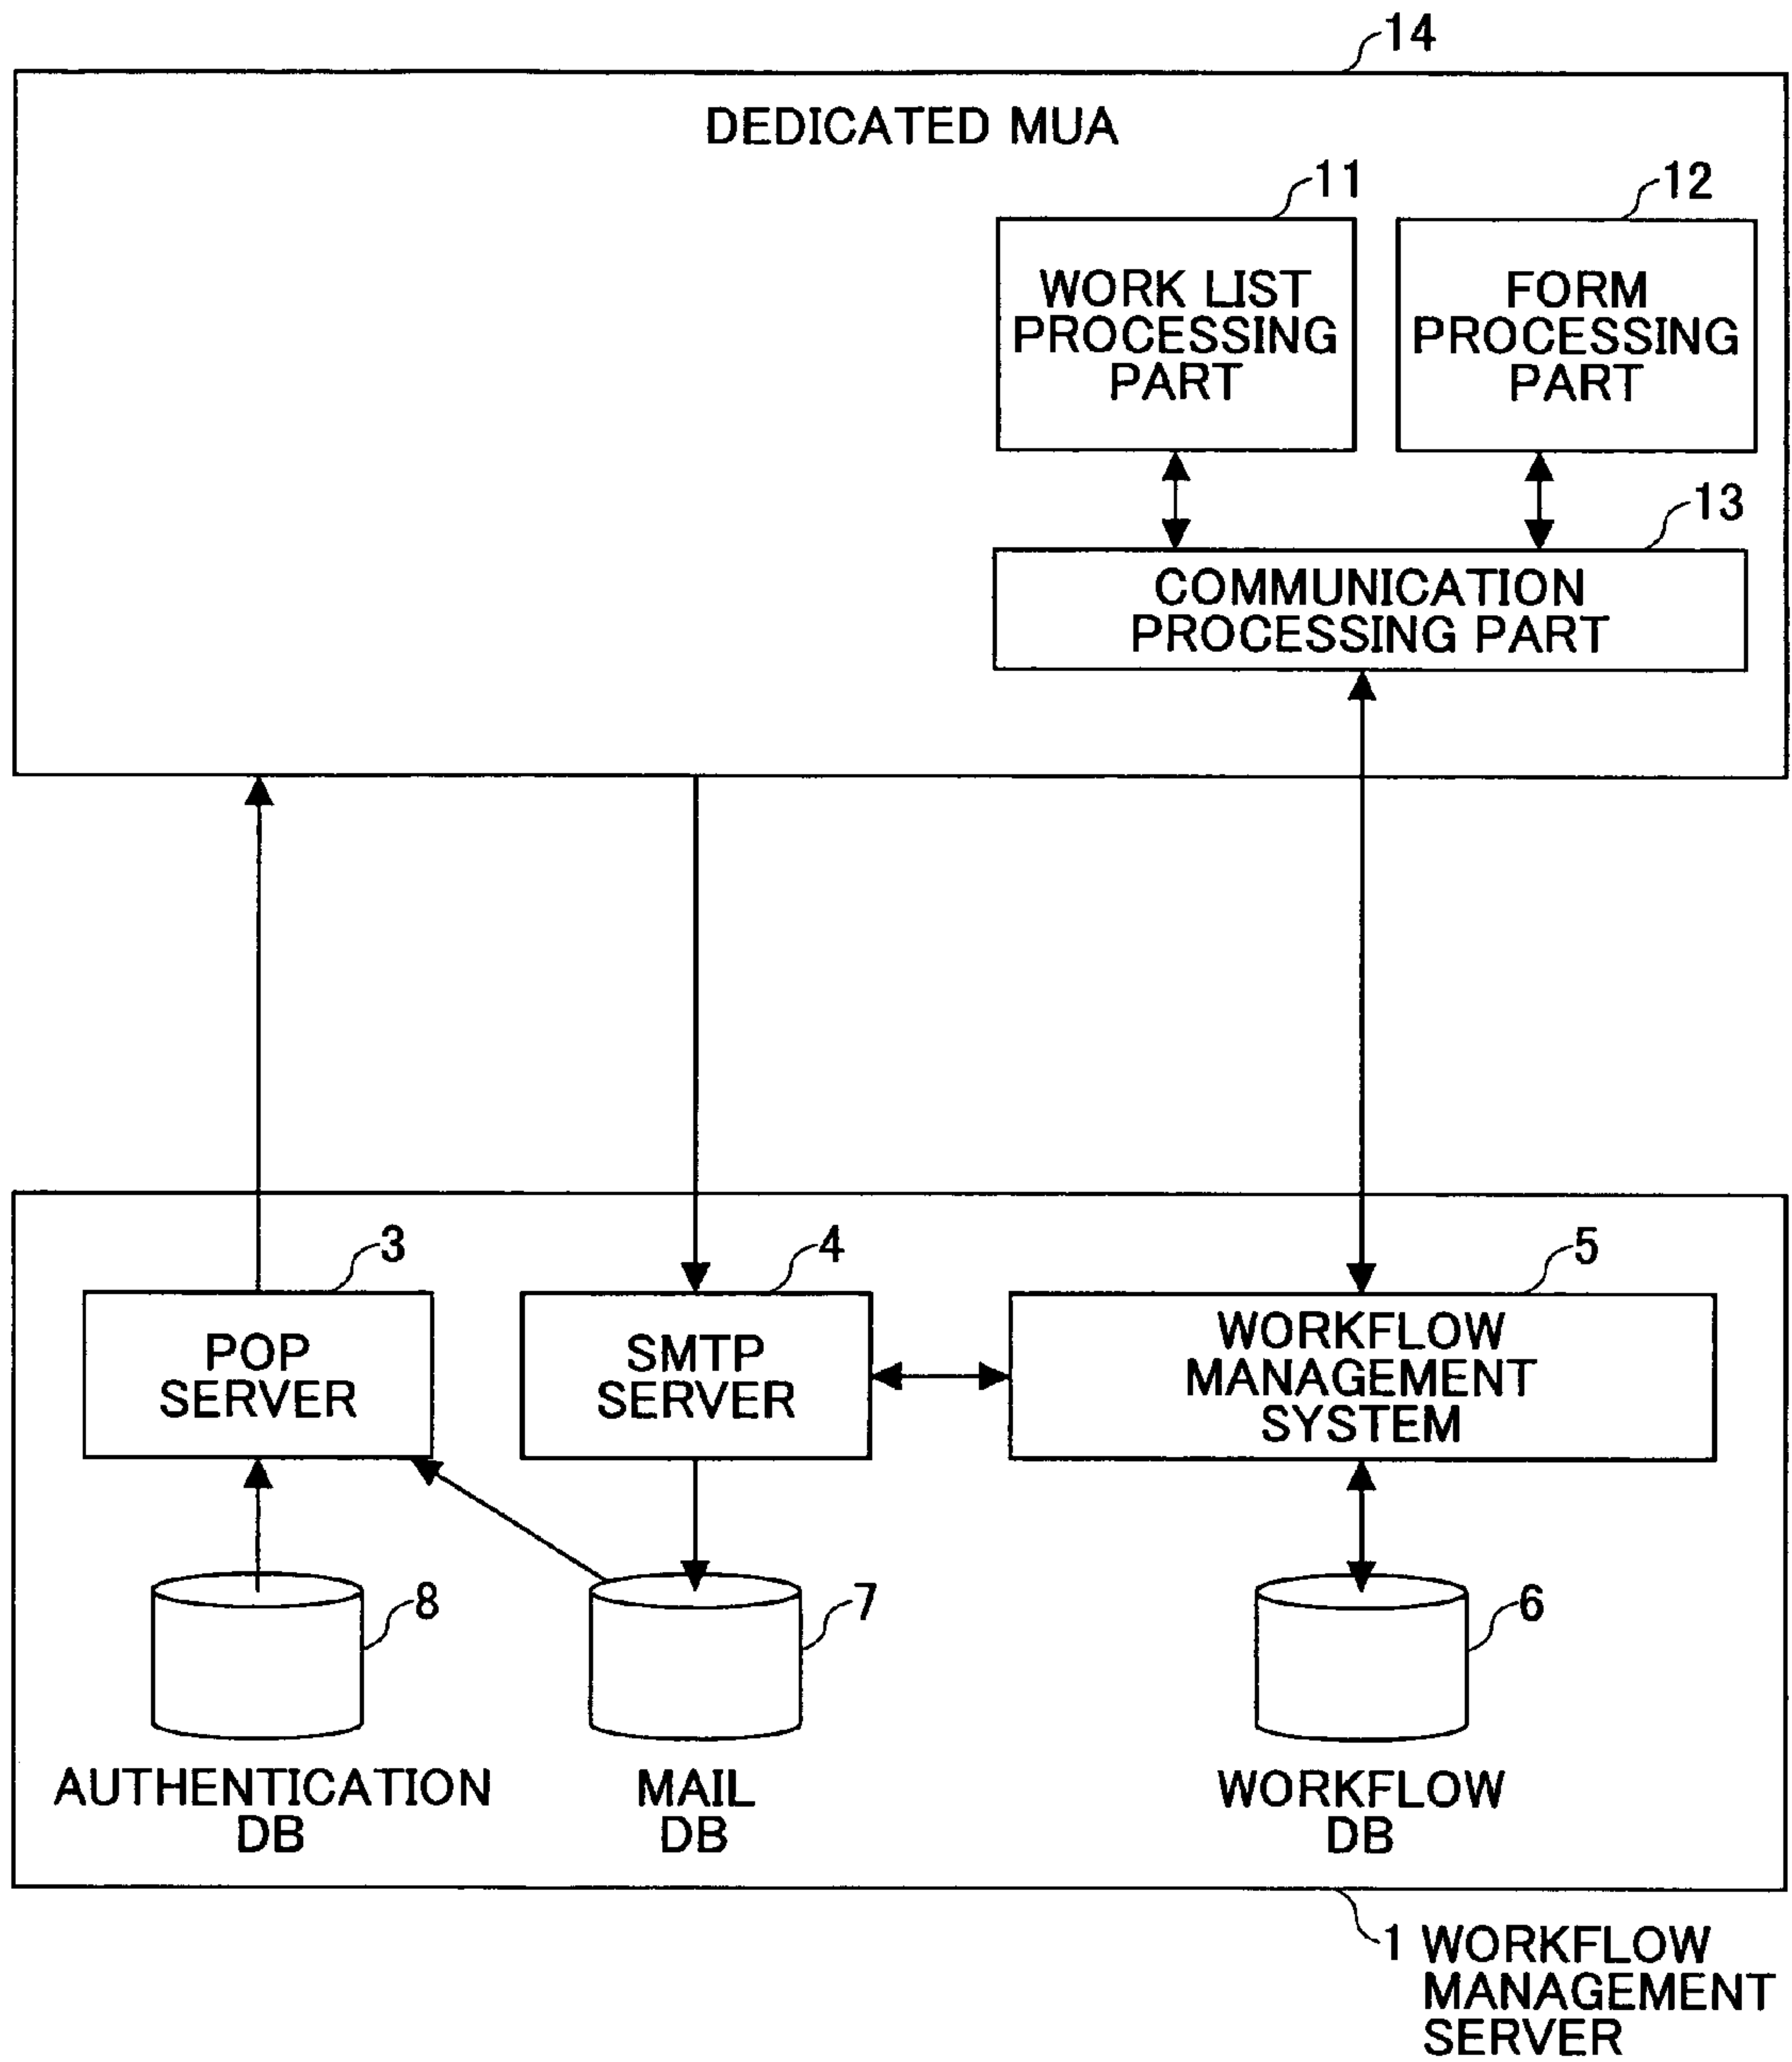 14
DEDICATED MUA
11
12
WORK LIST
PROCESSING
PART
FORM
PROCESSING
PART
13
COMMUNICATION
PROCESSING PART
3
4
5
POP
SERVER
SMTP
SERVER
WORKFLOW
MANAGEMENT
SYSTEM
8
7
6
AUTHENTICATION
DB
MAIL
DB
WORKFLOW
DB
1 WORKFLOW
MANAGEMENT
SERVER